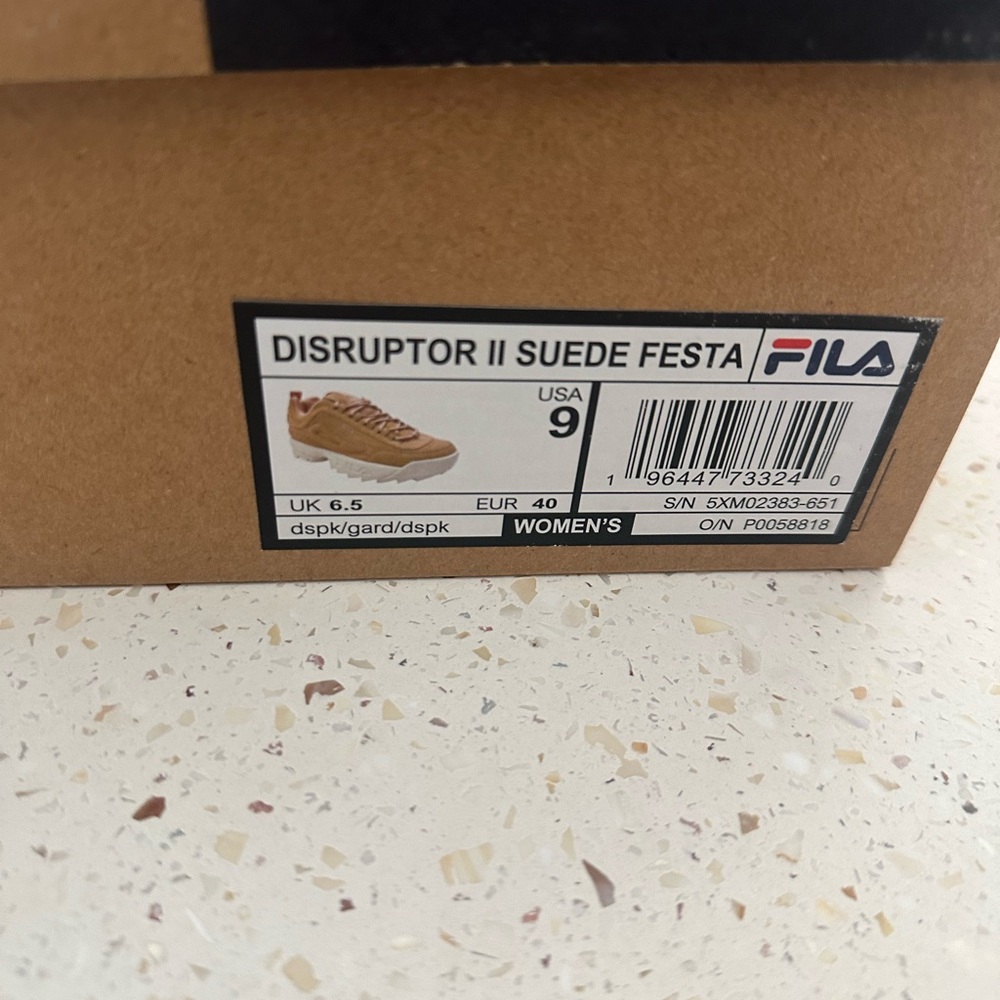 DISRUPTOR II SUEDE FESTA FILA
USA
9
1 96447 73324 0
UK 6.5 EUR 40 S/N 5XM02383-651
dspk/gard/dspk WOMEN'S O/N P0058818